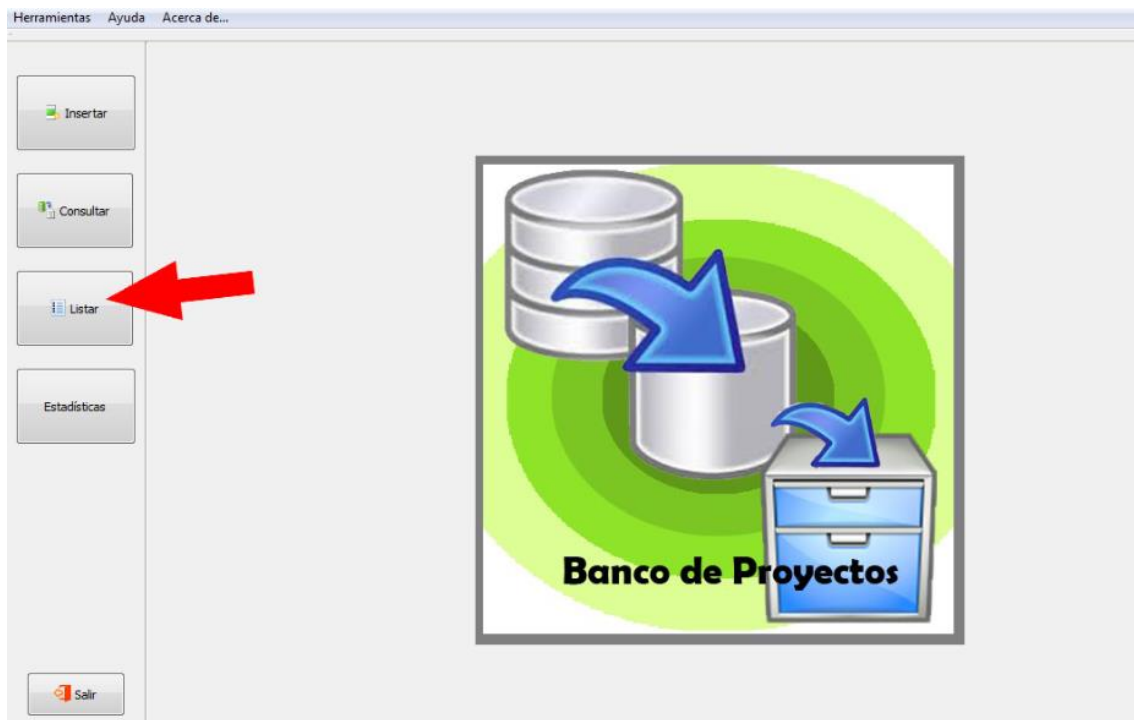 Herramientas Ayuda Acerca de...
Insertar
Consultar
Listar
Estadísticas
Banco de Proyectos
Salir